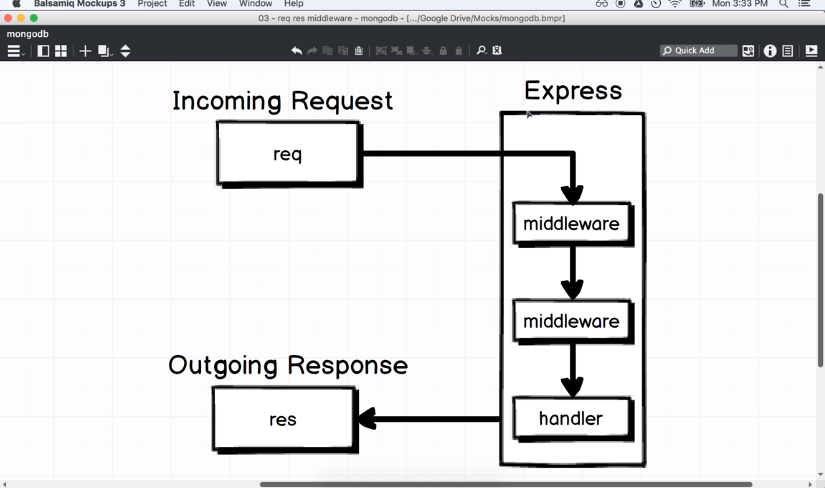 Balsamiq Mockups 3 Project Edit View Window Help Mon 3:33 PM
03 - req res middleware - mongodb - [.../Google Drive/Mocks/mongodb.bmpr]
mongodb
Quick Add
Express
Incoming Request
req
middleware
middleware
Outgoing Response
res
handler